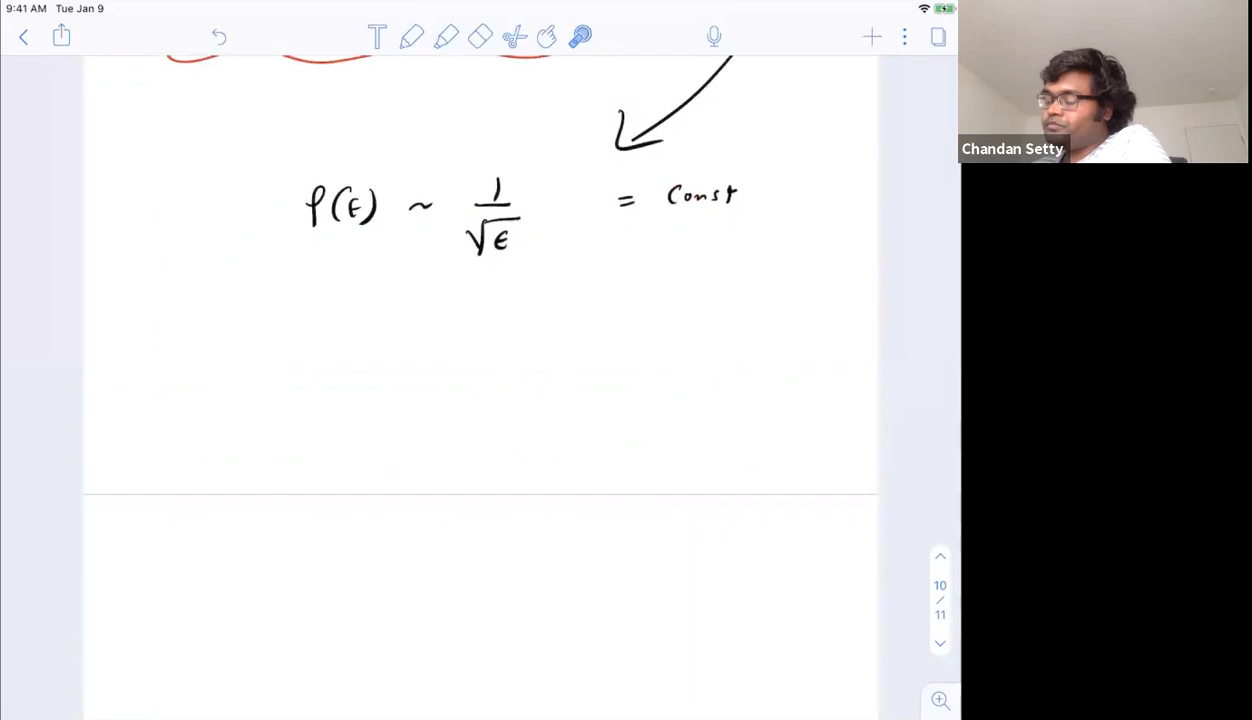 9:41 AM Tue Jan 9
Chandan Setty
ρ(ϵ) ~ 1/√ϵ = Const
10
/
11